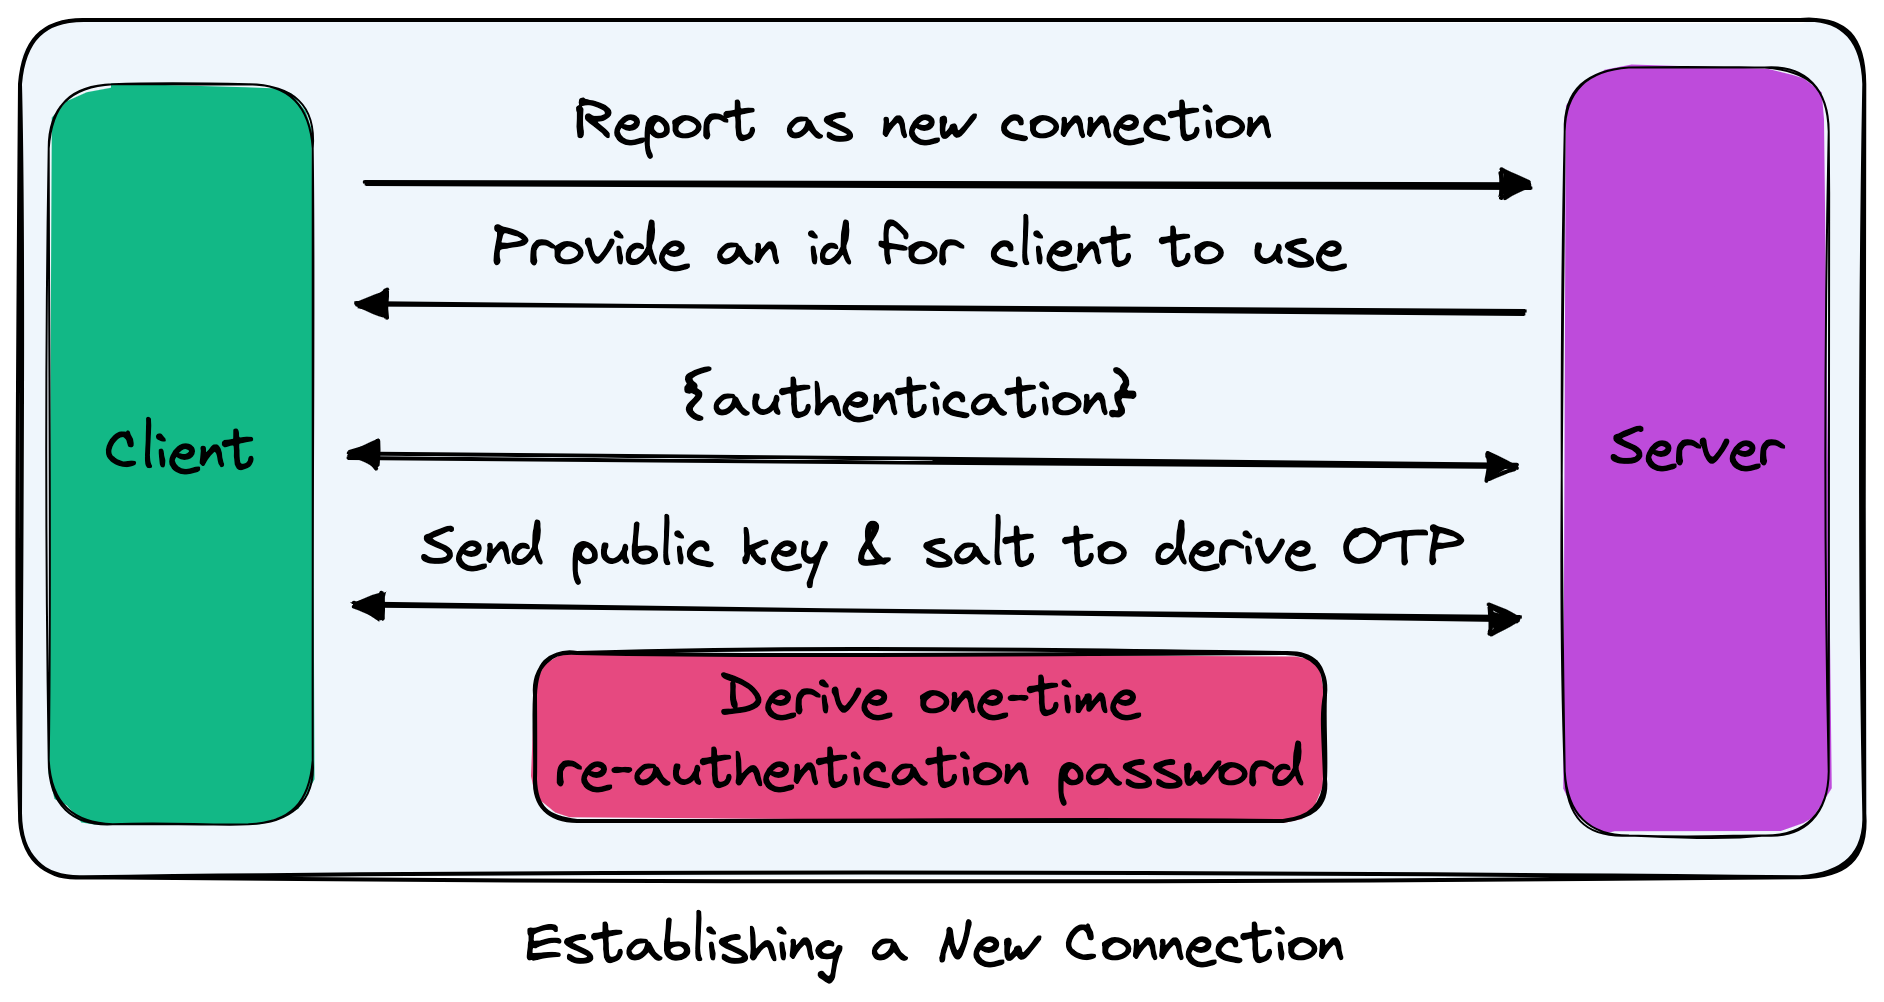 Report as new connection
Provide an id for client to use
{authentication}
Client
Server
Send public key & salt to derive OTP
Derive one-time
re-authentication password
Establishing a New Connection